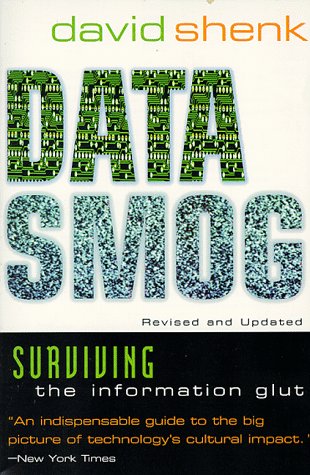 david shenk
DATA
SMOG
Revised and Updated
SURVIVING
the information glut
"An indispensable guide to the big
picture of technology's cultural impact."
—New York Times